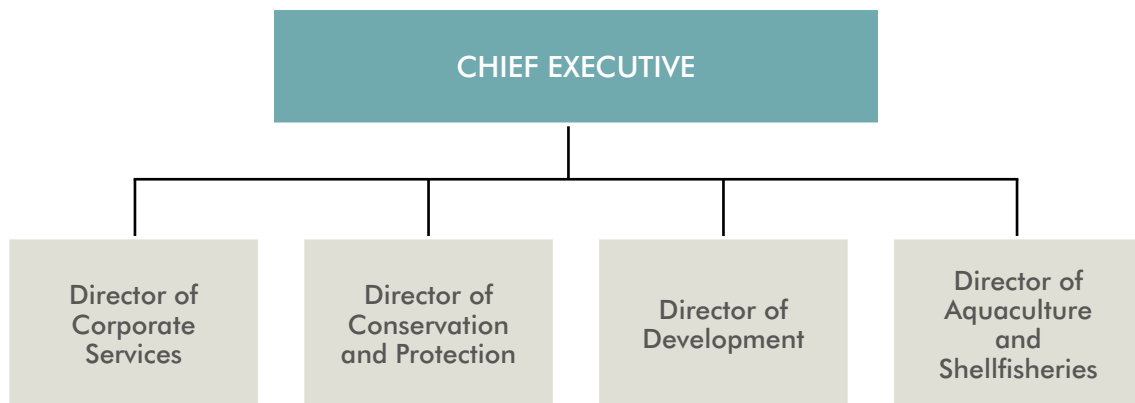 CHIEF EXECUTIVE
Director of
Corporate
Services
Director of
Conservation
and Protection
Director of
Development
Director of
Aquaculture
and
Shellfisheries